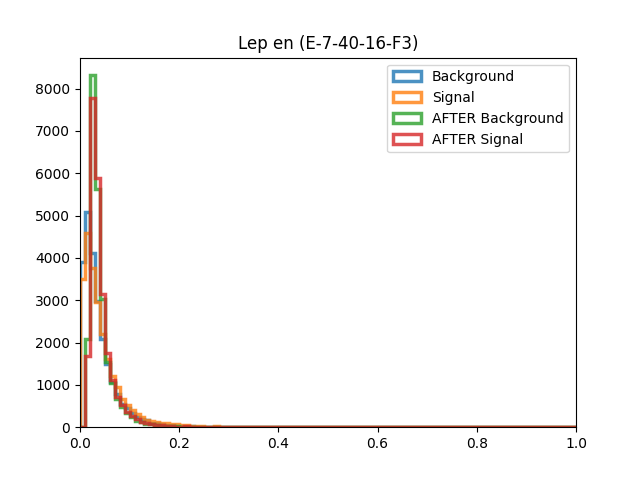 Lep en (E-7-40-16-F3)
Background
Signal
AFTER Background
AFTER Signal
8000
7000
6000
5000
4000
3000
2000
1000
0
0.0 0.2 0.4 0.6 0.8 1.0